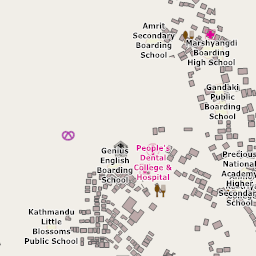 Amrit
Secondary
Boarding
School
Marshyangdi
Boarding
High School
Gandaki
Public
Boarding
School
Genius
English
Boarding
School
People's
Dental
College &
Hospital
Precious
National
Academy
Higher
Secondary
School
Kathmandu
Little
Blossoms
Public School